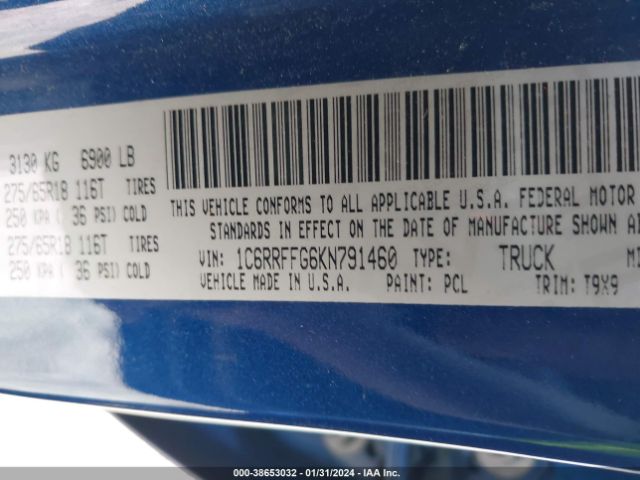 3130 KG 6900 LB
275/65R18 116T TIRES
250 KPA ( 36 PSI) COLD
275/65R18 116T TIRES
250 KPA ( 36 PSI) COLD
THIS VEHICLE CONFORMS TO ALL APPLICABLE U.S.A. FEDERAL MOTOR
STANDARDS IN EFFECT ON THE DATE OF MANUFACTURE SHOWN A
VIN: 1C6RRFFG6KN791460 TYPE: TRUCK M
VEHICLE MADE IN U.S.A. PAINT: PCL TRIM: T9X9
000-38653032 - 01/31/2024 - IAAI.COM